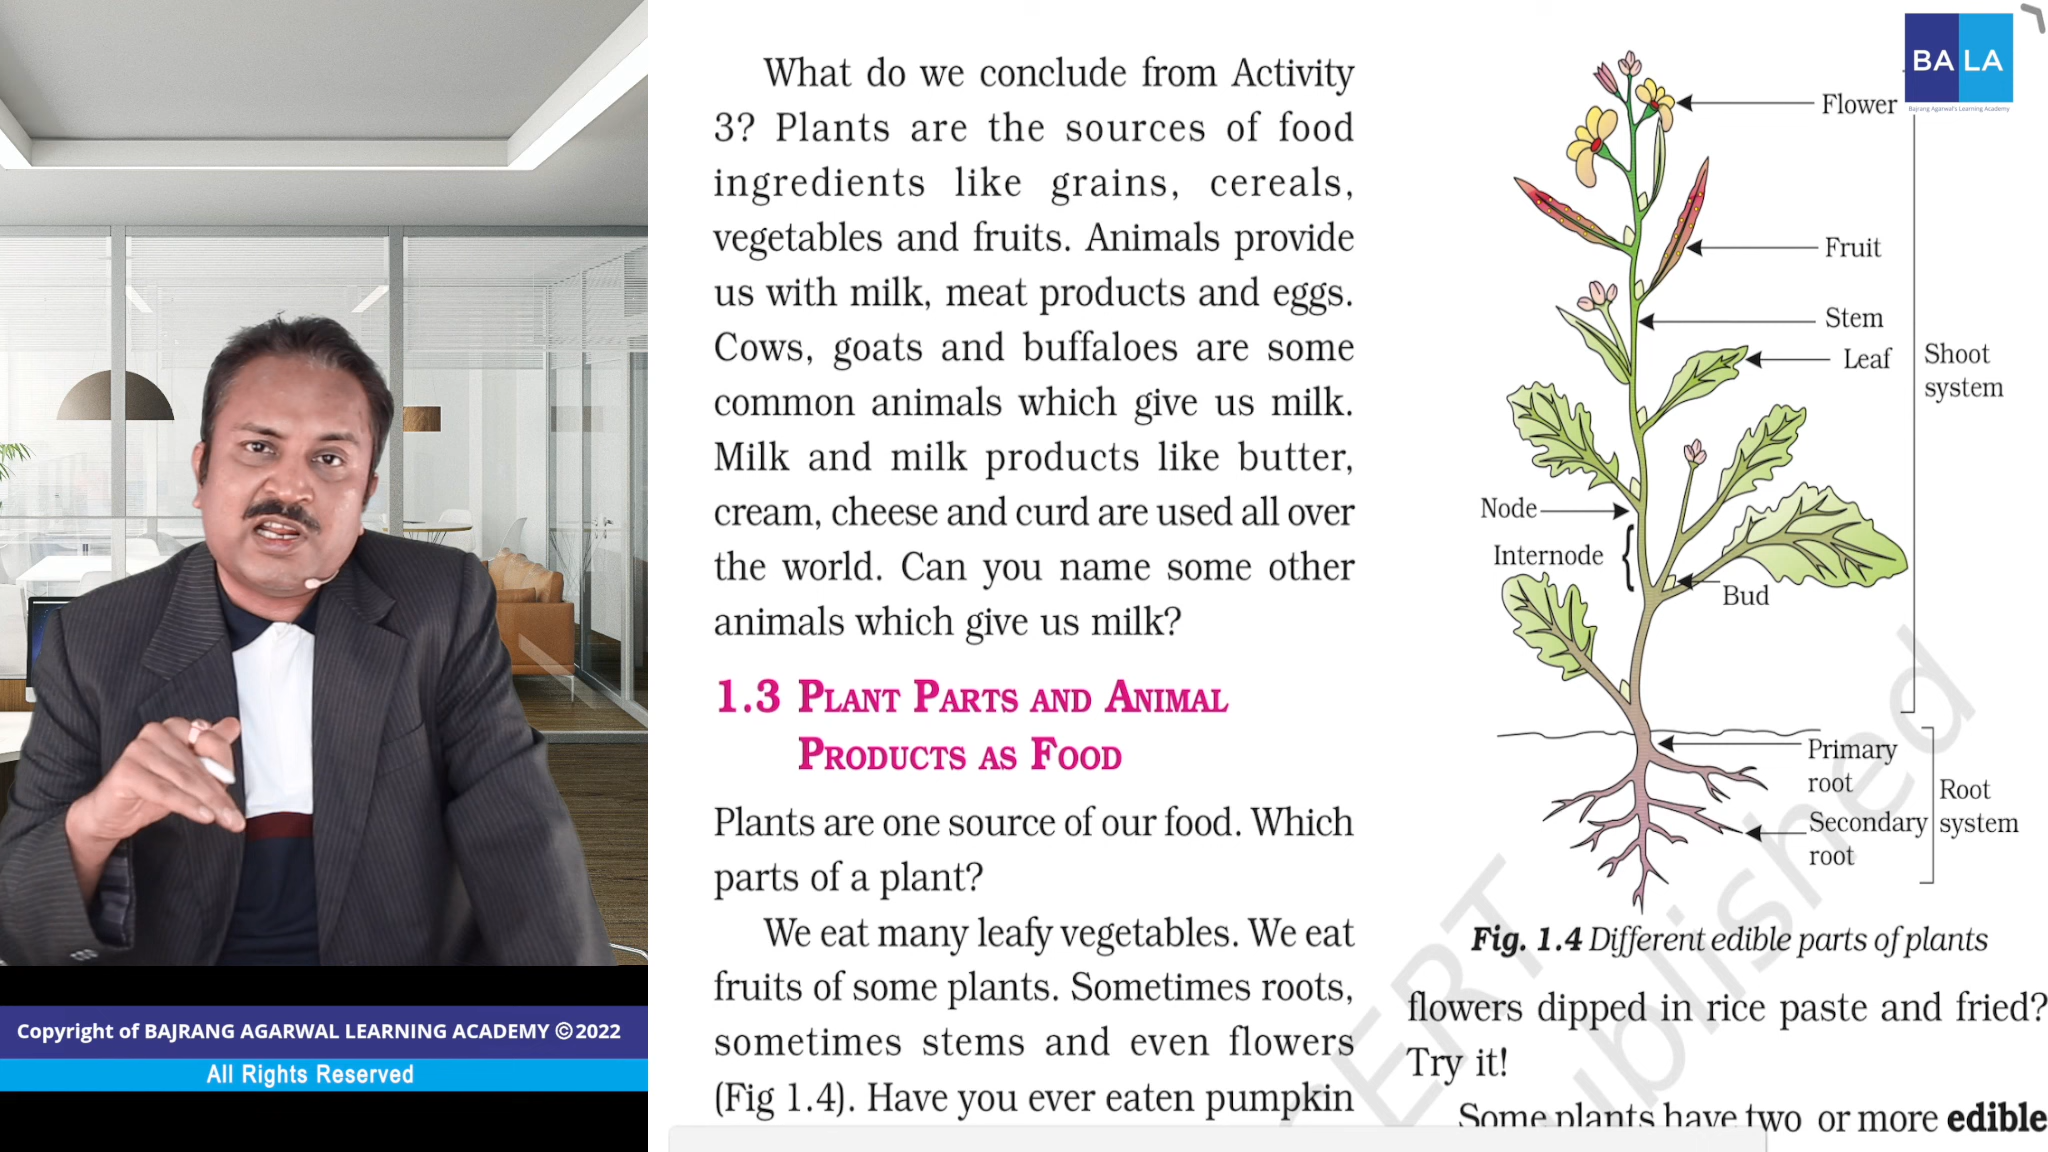 What do we conclude from Activity
3? Plants are the sources of food
ingredients like grains, cereals,
vegetables and fruits. Animals provide
us with milk, meat products and eggs.
Cows, goats and buffaloes are some
common animals which give us milk.
Milk and milk products like butter,
cream, cheese and curd are used all over
the world. Can you name some other
animals which give us milk?
1.3 PLANT PARTS AND ANIMAL
PRODUCTS AS FOOD
Plants are one source of our food. Which
parts of a plant?
We eat many leafy vegetables. We eat
fruits of some plants. Sometimes roots,
sometimes stems and even flowers
(Fig 1.4). Have you ever eaten pumpkin
BA LA
Bajrang Agarwal's Learning Academy
Flower
Fruit
Stem
Leaf
Shoot
system
Node
Internode
Bud
Primary
root
Secondary
root
Root
system
Fig. 1.4 Different edible parts of plants
flowers dipped in rice paste and fried?
Try it!
Some plants have two or more edible
Copyright of BAJRANG AGARWAL LEARNING ACADEMY ©2022
All Rights Reserved